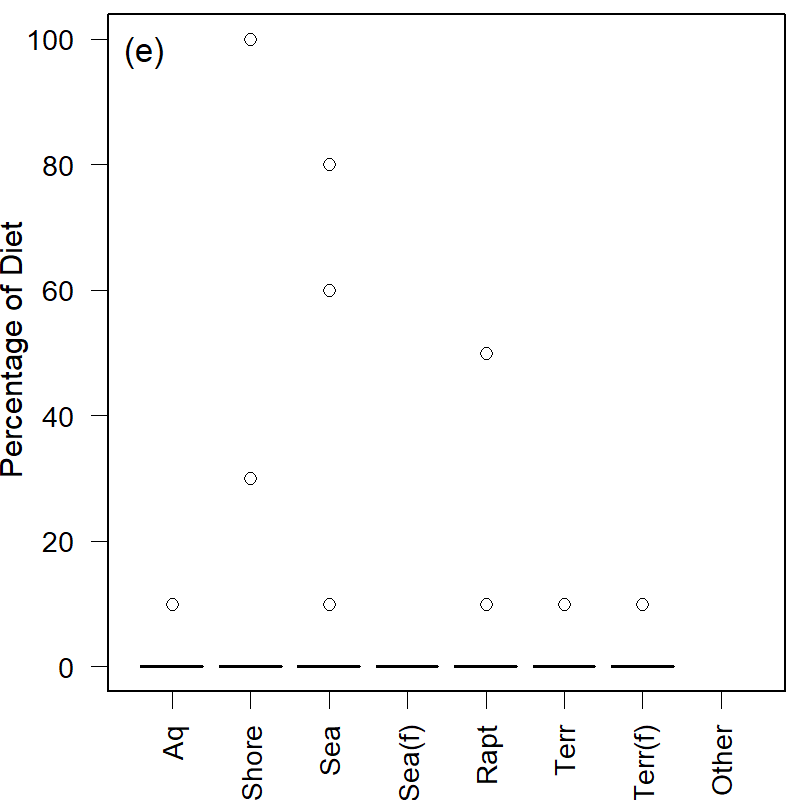 (e)
Percentage of Diet
100
80
60
40
20
0
Aq
Shore
Sea
Sea(f)
Rapt
Terr
Terr(f)
Other